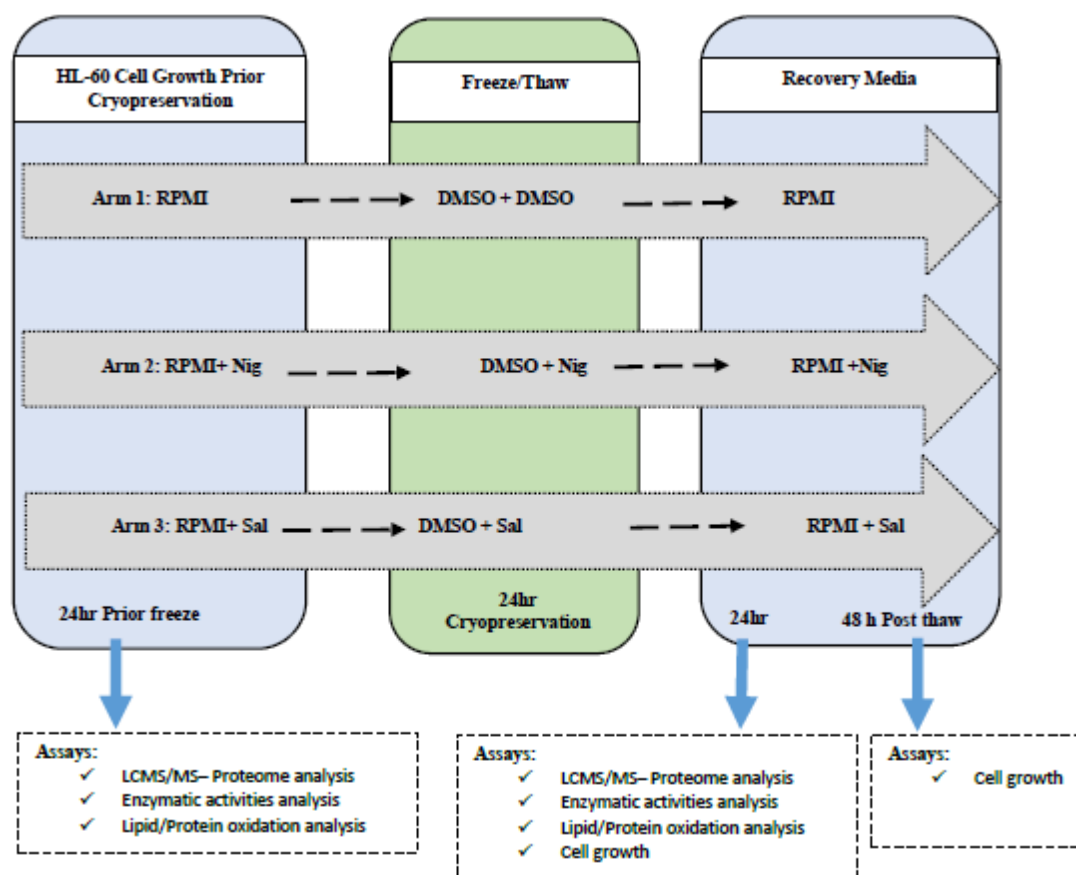 HL-60 Cell Growth Prior
Cryopreservation
Freeze/Thaw
Recovery Media
Arm 1: RPMI
DMSO + DMSO
RPMI
Arm 2: RPMI+ Nig
DMSO + Nig
RPMI +Nig
Arm 3: RPMI+ Sal
DMSO + Sal
RPMI + Sal
24hr Prior freeze
24hr
Cryopreservation
24hr
48 h Post thaw
Assays:
✓ LCMS/MS– Proteome analysis
✓ Enzymatic activities analysis
✓ Lipid/Protein oxidation analysis
Assays:
✓ LCMS/MS– Proteome analysis
✓ Enzymatic activities analysis
✓ Lipid/Protein oxidation analysis
✓ Cell growth
Assays:
✓ Cell growth